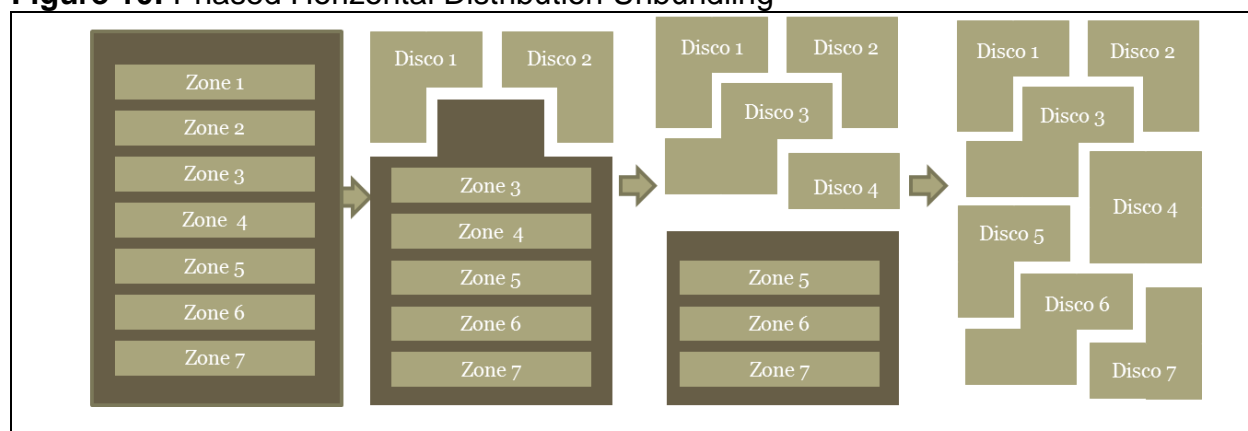 Figure 10. Phased Horizontal Distribution Unbundling
Zone 1
Zone 2
Zone 3
Zone 4
Zone 5
Zone 6
Zone 7
Disco 1
Disco 2
Zone 3
Zone 4
Zone 5
Zone 6
Zone 7
Disco 1
Disco 2
Disco 3
Disco 4
Zone 5
Zone 6
Zone 7
Disco 1
Disco 2
Disco 3
Disco 4
Disco 5
Disco 6
Disco 7